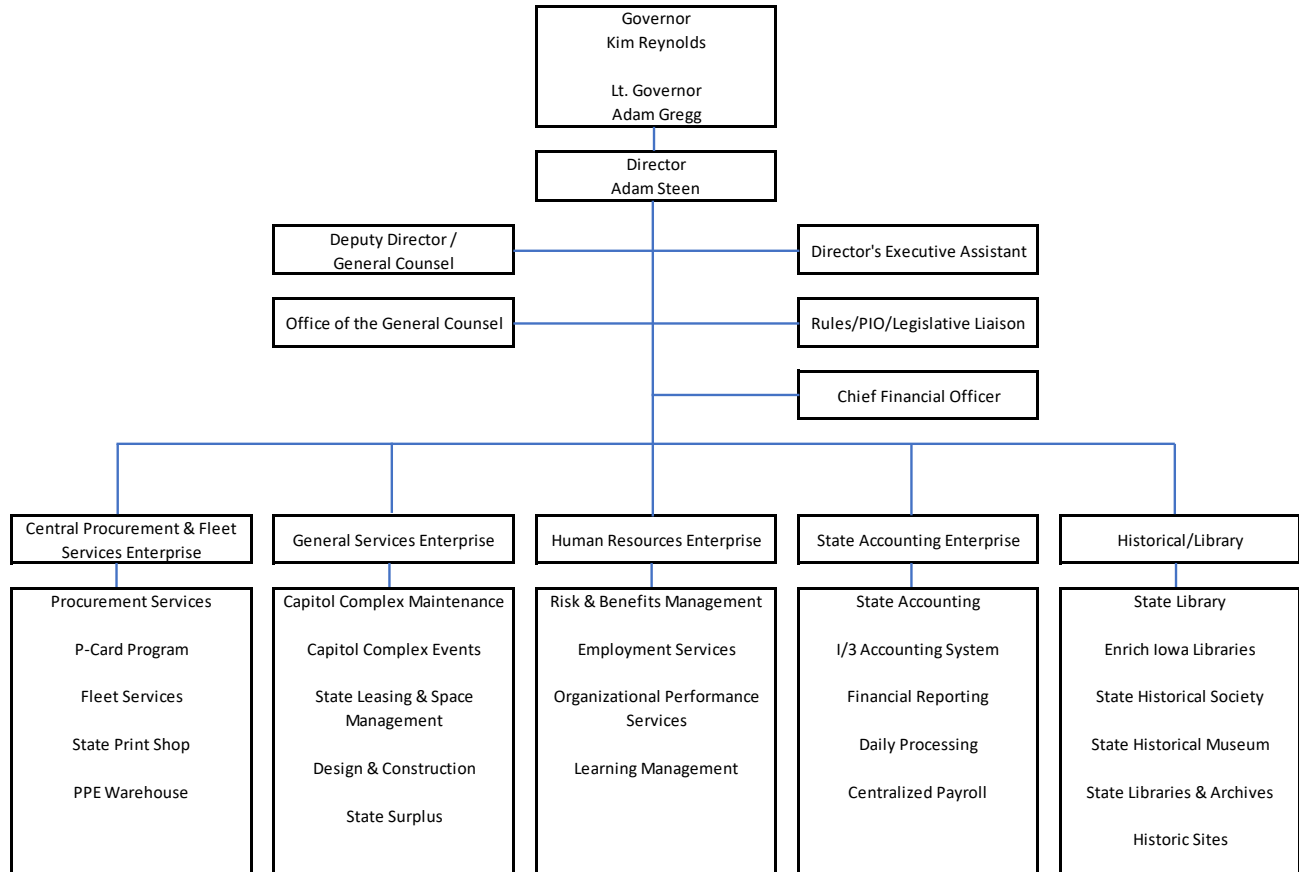 Governor
Kim Reynolds
Lt. Governor
Adam Gregg
Director
Adam Steen
Deputy Director /
General Counsel
Director's Executive Assistant
Office of the General Counsel
Rules/PIO/Legislative Liaison
Chief Financial Officer
Central Procurement & Fleet
Services Enterprise
General Services Enterprise
Human Resources Enterprise
State Accounting Enterprise
Historical/Library
Procurement Services
P-Card Program
Fleet Services
State Print Shop
PPE Warehouse
Capitol Complex Maintenance
Capitol Complex Events
State Leasing & Space
Management
Design & Construction
State Surplus
Risk & Benefits Management
Employment Services
Organizational Performance
Services
Learning Management
State Accounting
I/3 Accounting System
Financial Reporting
Daily Processing
Centralized Payroll
State Library
Enrich Iowa Libraries
State Historical Society
State Historical Museum
State Libraries & Archives
Historic Sites